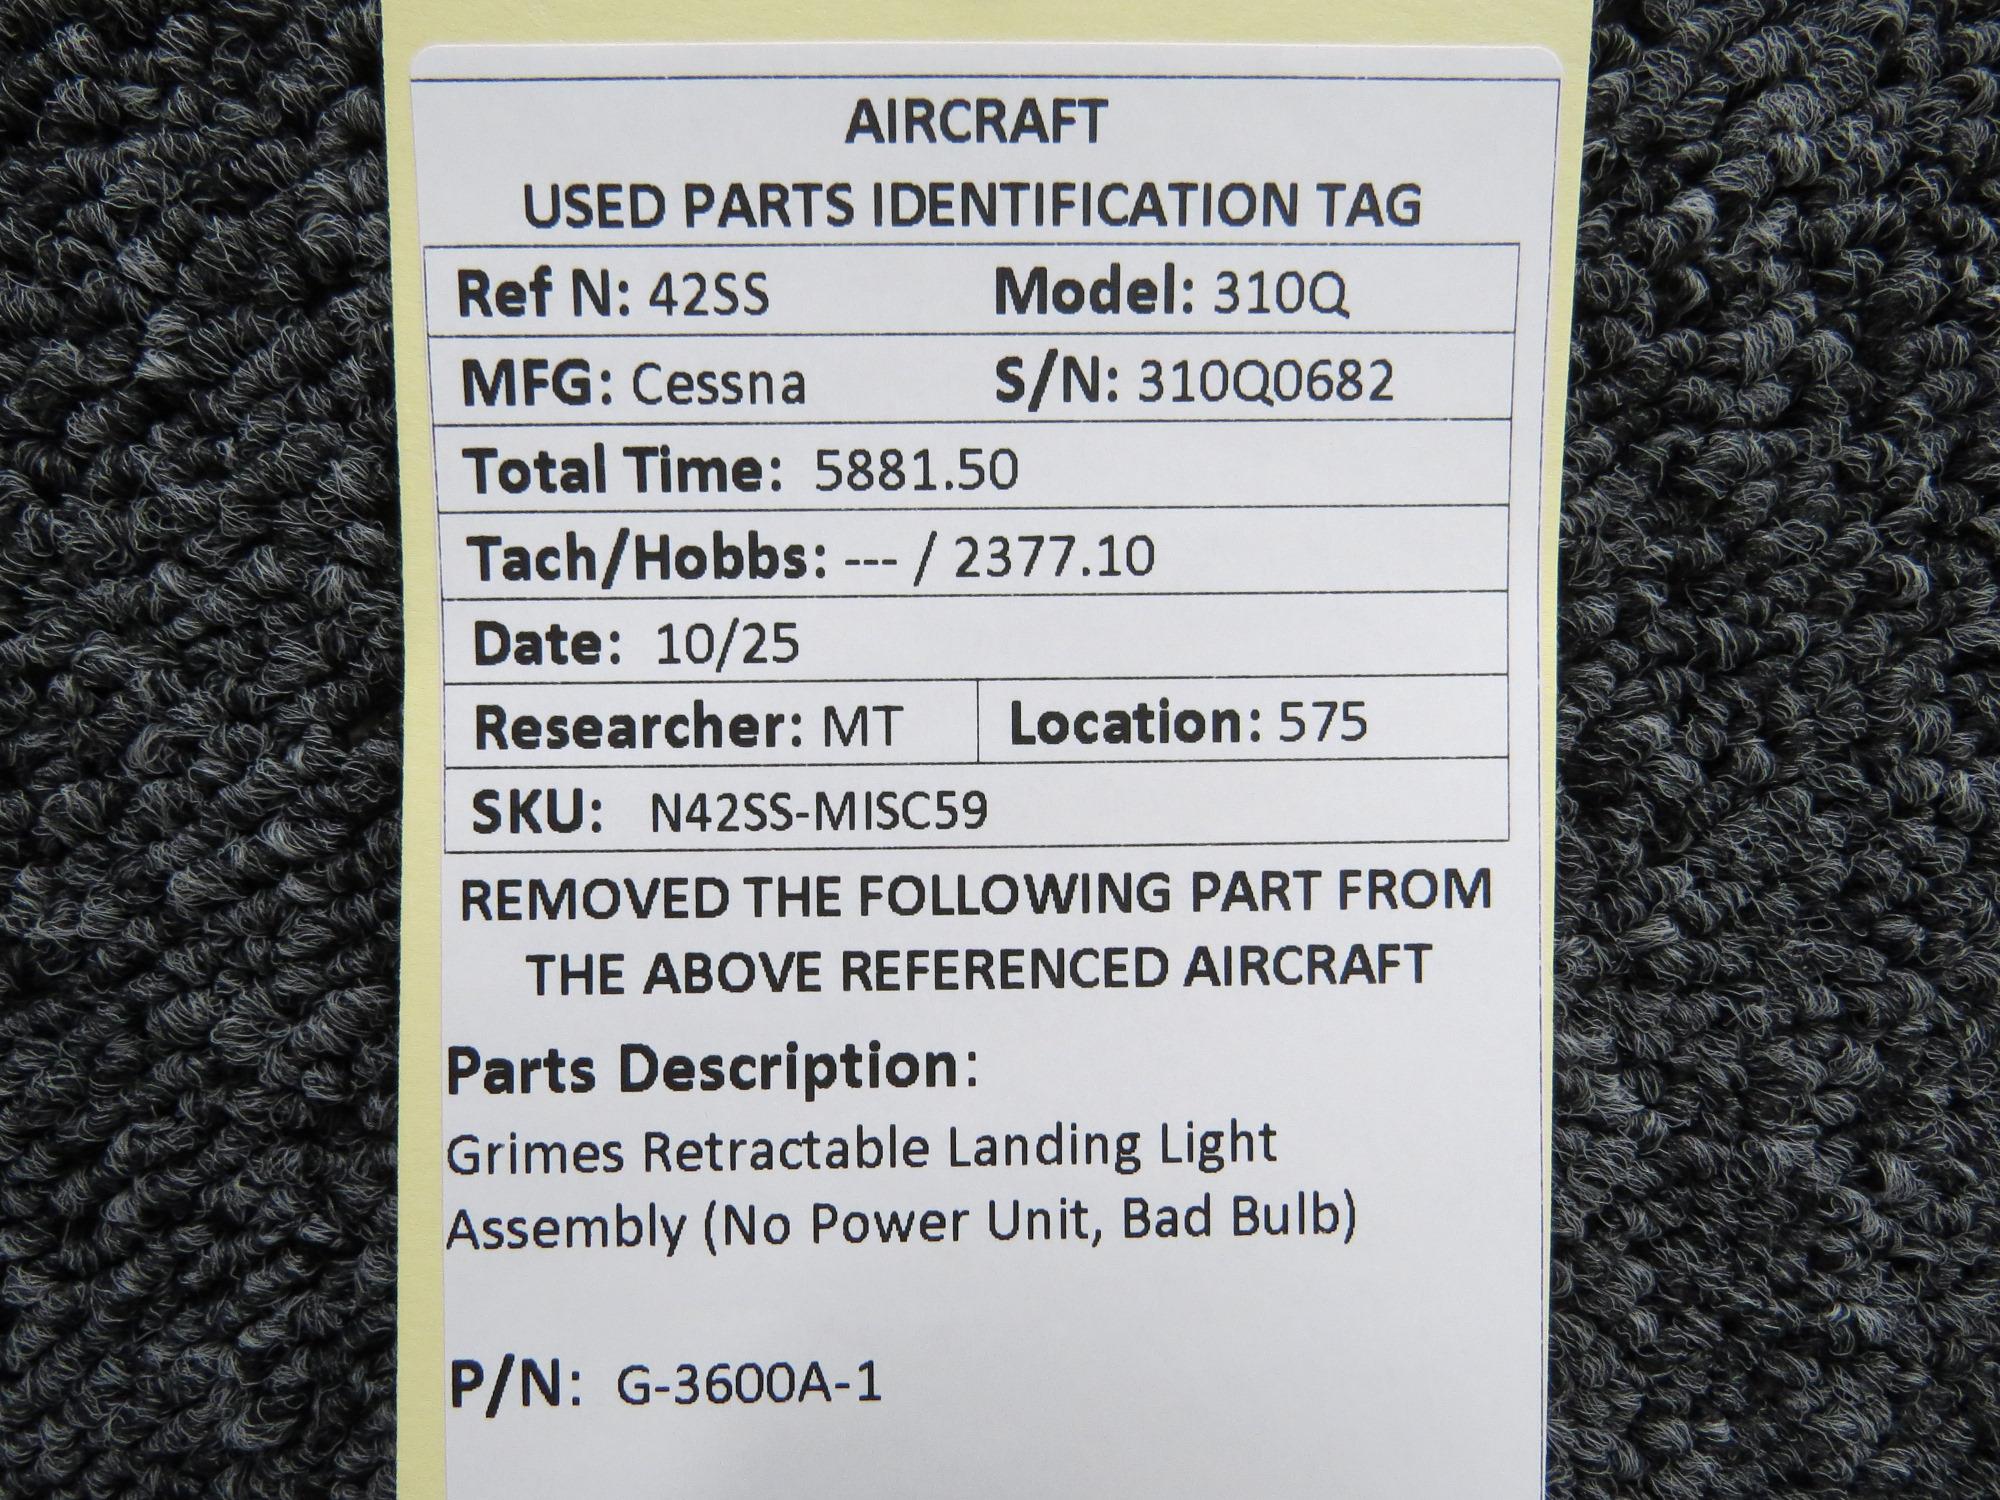 AIRCRAFT
USED PARTS IDENTIFICATION TAG
Ref N: 42SS Model: 310Q
MFG: Cessna S/N: 310Q0682
Total Time: 5881.50
Tach/Hobbs: --- / 2377.10
Date: 10/25
Researcher: MT Location: 575
SKU: N42SS-MISC59
REMOVED THE FOLLOWING PART FROM
THE ABOVE REFERENCED AIRCRAFT
Parts Description:
Grimes Retractable Landing Light
Assembly (No Power Unit, Bad Bulb)
P/N: G-3600A-1